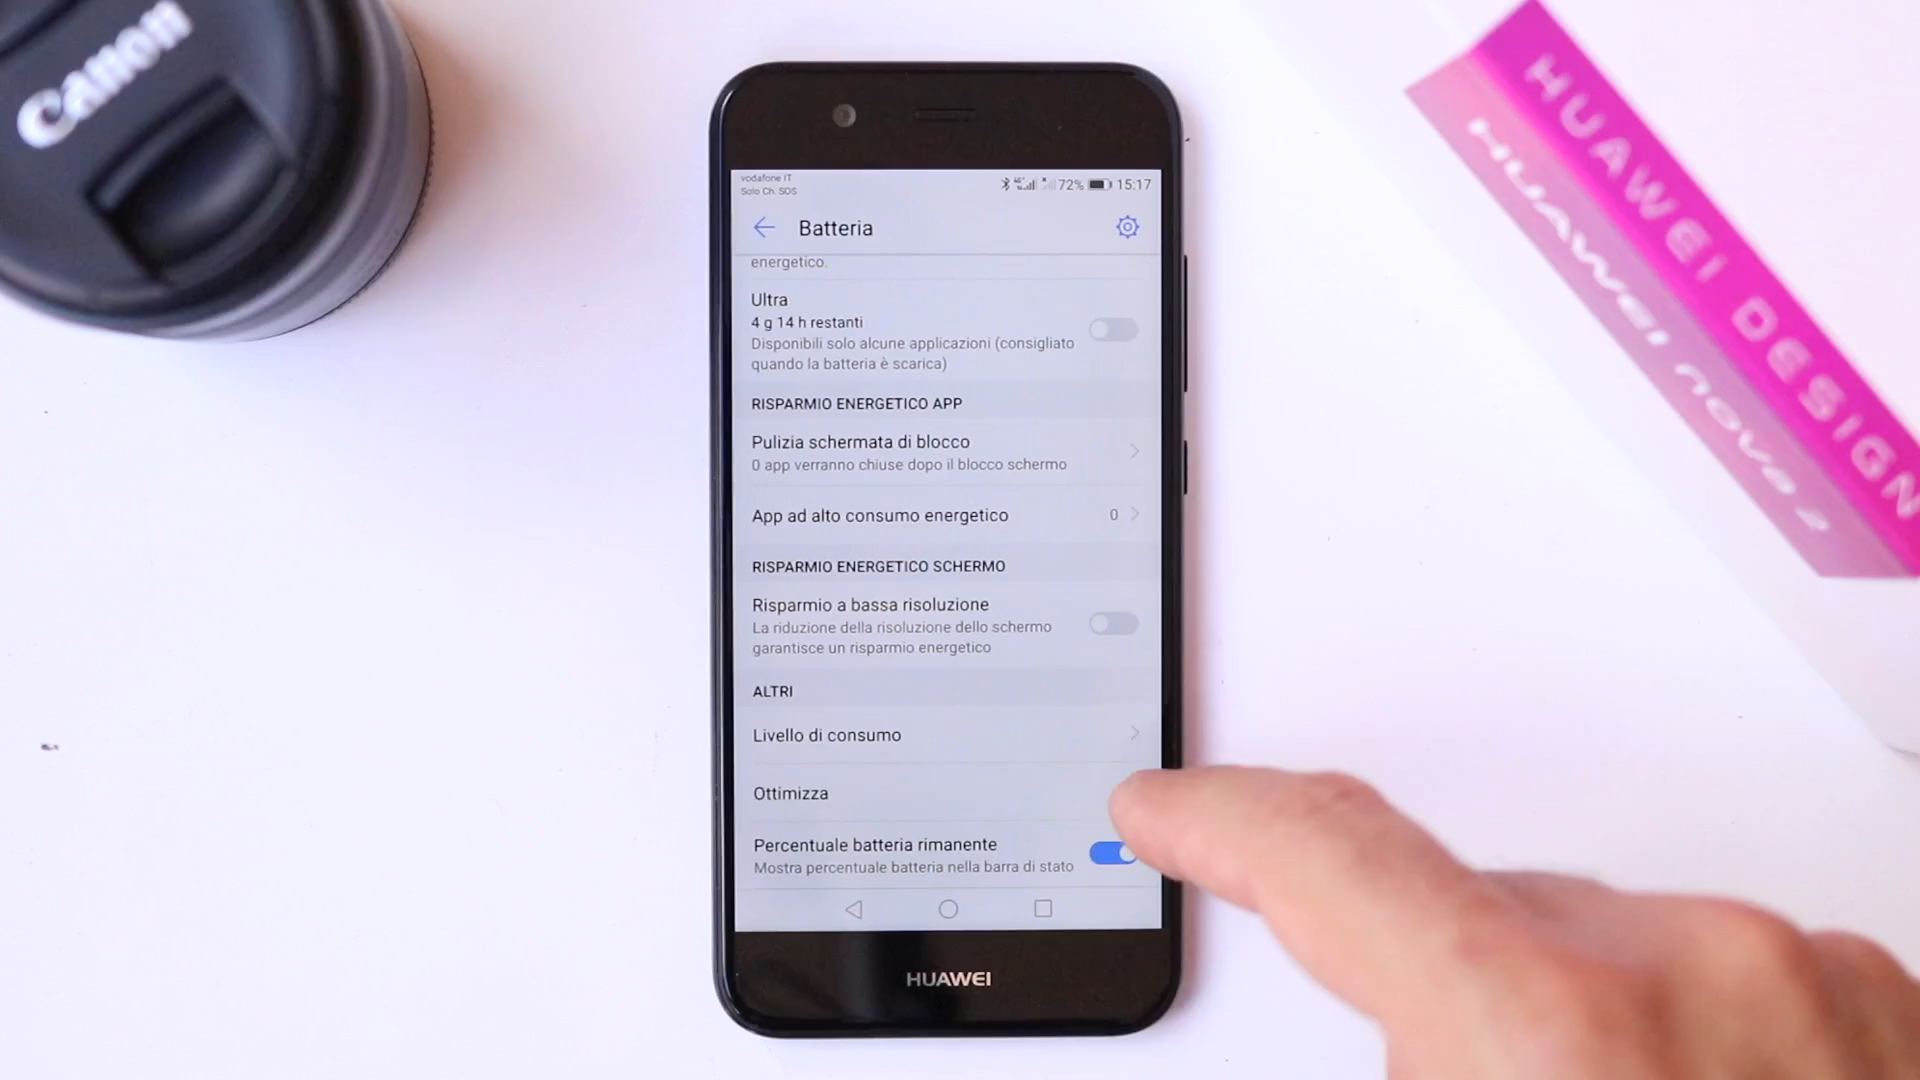 Canon
HUAWEI DESIGN
HUAWEI nova 2
vodafone IT
Solo Ch. SOS
72% 15:17
Batteria
energetico.
Ultra
4 g 14 h restanti
Disponibili solo alcune applicazioni (consigliato
quando la batteria è scarica)
RISPARMIO ENERGETICO APP
Pulizia schermata di blocco
0 app verranno chiuse dopo il blocco schermo
App ad alto consumo energetico 0
RISPARMIO ENERGETICO SCHERMO
Risparmio a bassa risoluzione
La riduzione della risoluzione dello schermo
garantisce un risparmio energetico
ALTRI
Livello di consumo
Ottimizza
Percentuale batteria rimanente
Mostra percentuale batteria nella barra di stato
HUAWEI